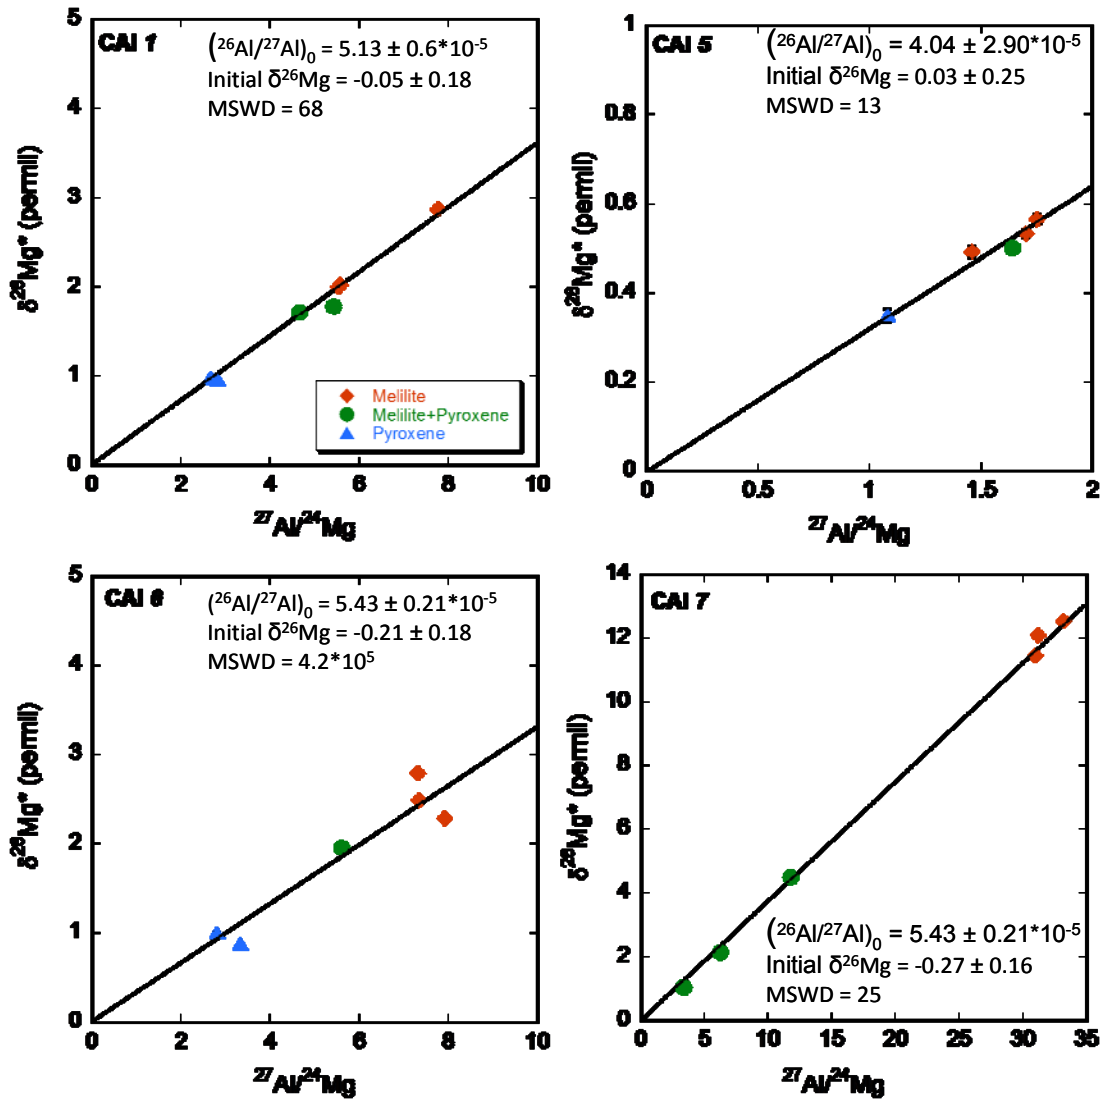 CAI 1
(²⁶Al/²⁷Al)₀ = 5.13 ± 0.6*10⁻⁵
Initial δ²⁶Mg = -0.05 ± 0.18
MSWD = 68
5
4
3
2
1
0
δ²⁶Mg* (permil)
Melilite
Melilite+Pyroxene
Pyroxene
0 2 4 6 8 10
²⁷Al/²⁴Mg
CAI 5
(²⁶Al/²⁷Al)₀ = 4.04 ± 2.90*10⁻⁵
Initial δ²⁶Mg = 0.03 ± 0.25
MSWD = 13
1
0.8
0.6
0.4
0.2
0
δ²⁶Mg* (permil)
0 0.5 1 1.5 2
²⁷Al/²⁴Mg
CAI 6
(²⁶Al/²⁷Al)₀ = 5.43 ± 0.21*10⁻⁵
Initial δ²⁶Mg = -0.21 ± 0.18
MSWD = 4.2*10⁵
5
4
3
2
1
0
δ²⁶Mg* (permil)
0 2 4 6 8 10
²⁷Al/²⁴Mg
CAI 7
14
12
10
8
6
4
2
0
δ²⁶Mg* (permil)
(²⁶Al/²⁷Al)₀ = 5.43 ± 0.21*10⁻⁵
Initial δ²⁶Mg = -0.27 ± 0.16
MSWD = 25
0 5 10 15 20 25 30 35
²⁷Al/²⁴Mg